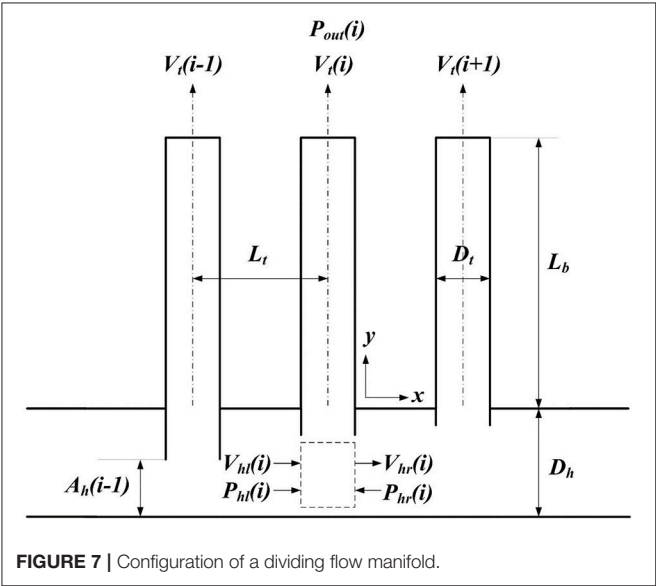 P_out(i)
V_t(i-1) V_t(i) V_t(i+1)
L_t D_t L_b
y
x
V_hl(i) V_hr(i)
A_h(i-1) P_hl(i) P_hr(i) D_h
FIGURE 7 | Configuration of a dividing flow manifold.